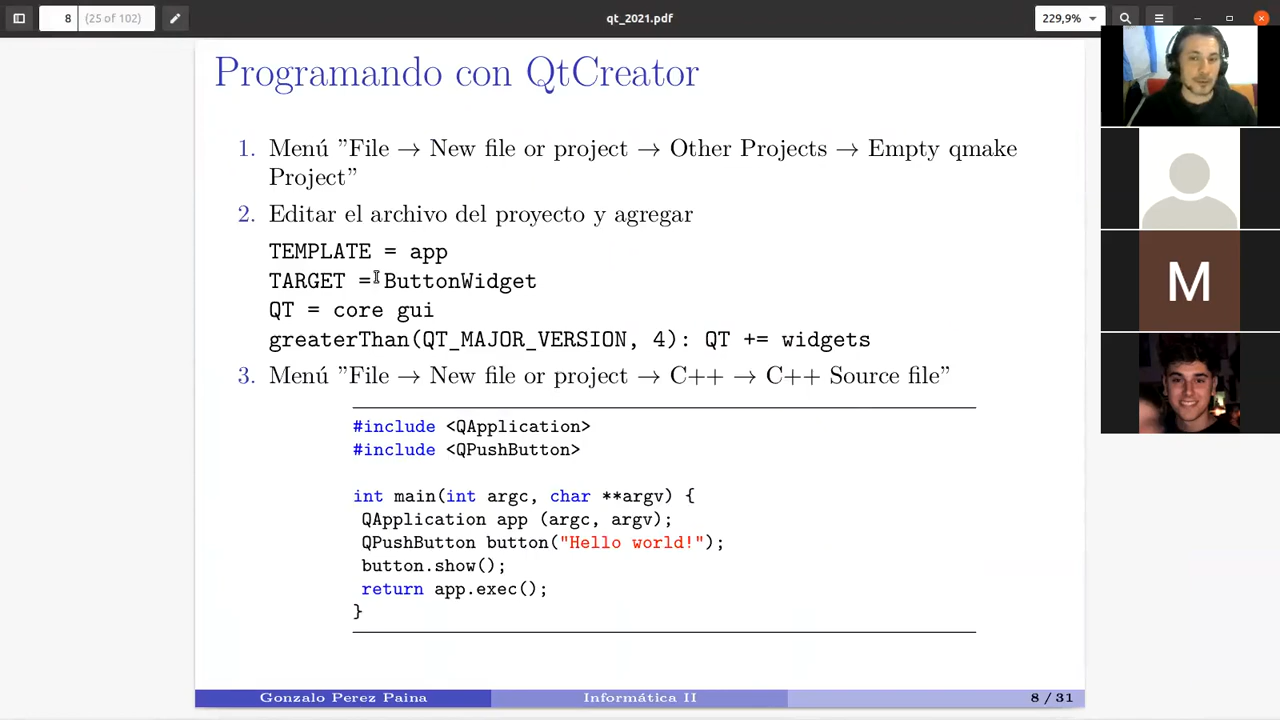 8 (25 of 102)
qt_2021.pdf
229,9%
Programando con QtCreator
1. Menú ”File → New file or project → Other Projects → Empty qmake
Project”
2. Editar el archivo del proyecto y agregar
TEMPLATE = app
TARGET = ButtonWidget
QT = core gui
greaterThan(QT_MAJOR_VERSION, 4): QT += widgets
3. Menú ”File → New file or project → C++ → C++ Source file”
#include <QApplication>
#include <QPushButton>
int main(int argc, char **argv) {
QApplication app (argc, argv);
QPushButton button("Hello world!");
button.show();
return app.exec();
}
Gonzalo Perez Paina Informática II 8 / 31
M